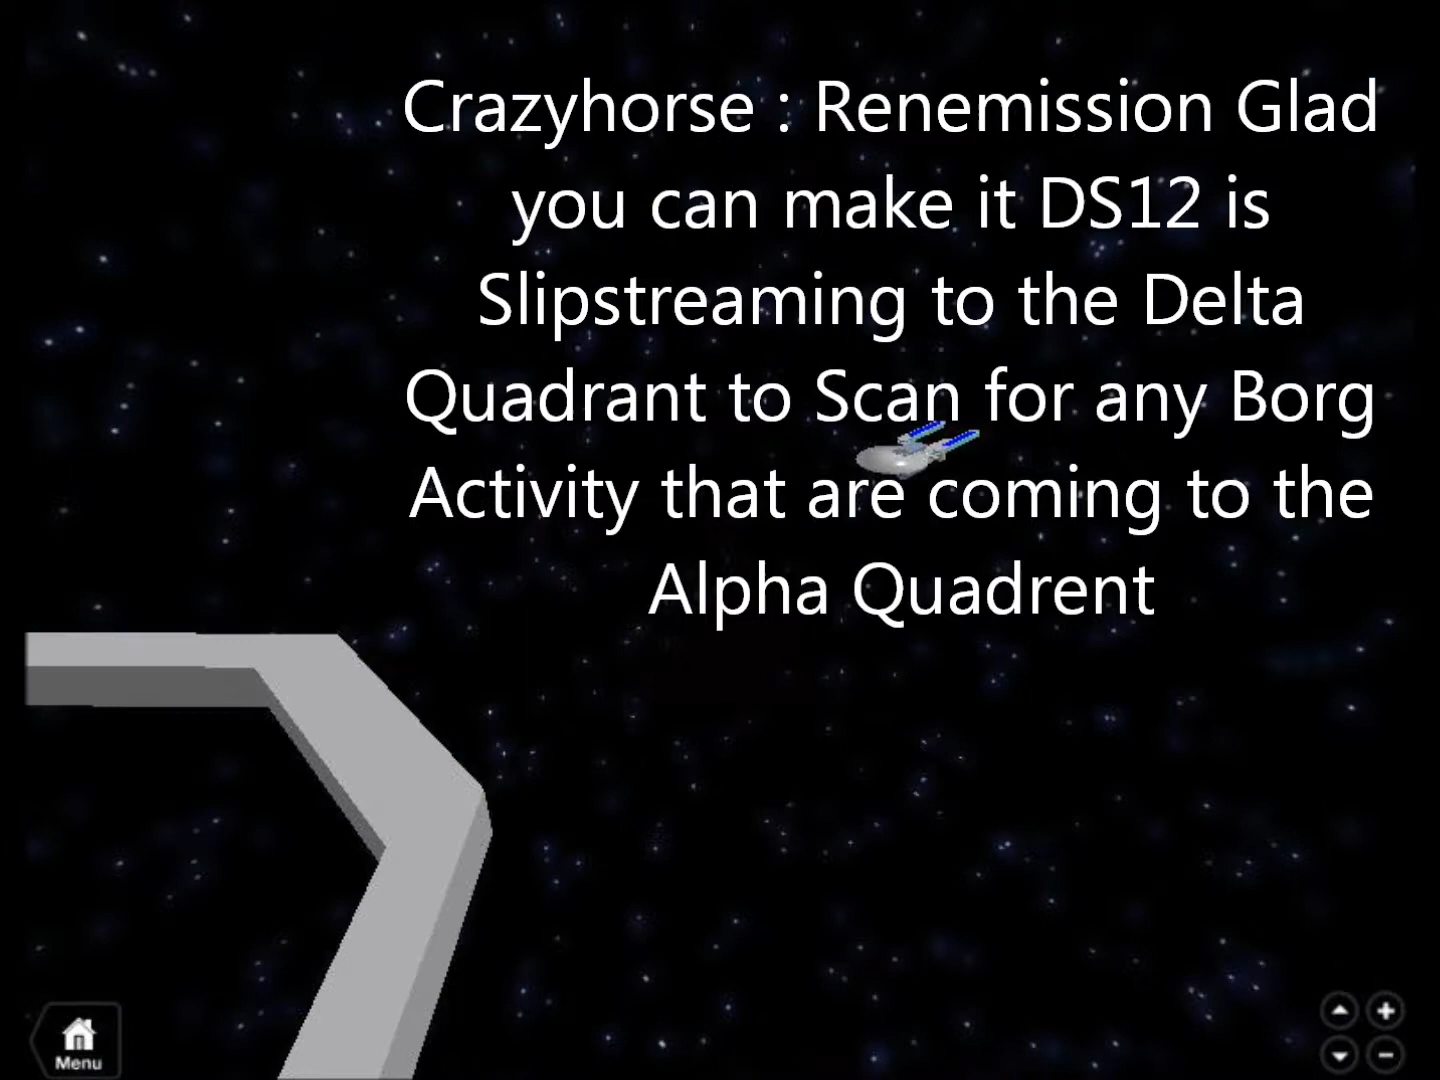 Crazyhorse : Renemission Glad
you can make it DS12 is
Slipstreaming to the Delta
Quadrant to Scan for any Borg
Activity that are coming to the
Alpha Quadrent
Menu